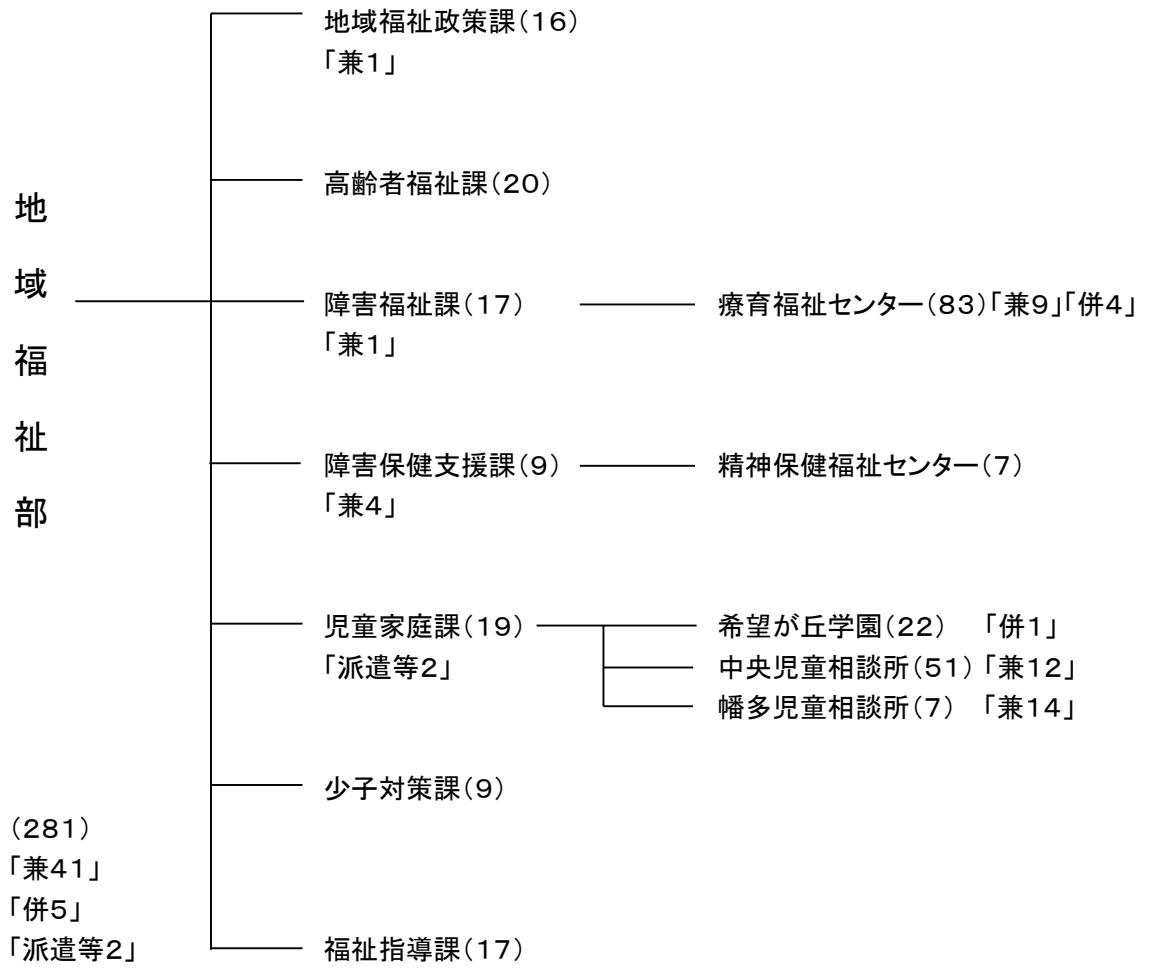 地域福祉部
(281)
「兼41」
「併5」
「派遣等2」
地域福祉政策課(16)
「兼1」
高齢者福祉課(20)
障害福祉課(17)
「兼1」
療育福祉センター(83)「兼9」「併4」
障害保健支援課(9)
「兼4」
精神保健福祉センター(7)
児童家庭課(19)
「派遣等2」
希望が丘学園(22) 「併1」
中央児童相談所(51)「兼12」
幡多児童相談所(7) 「兼14」
少子対策課(9)
福祉指導課(17)